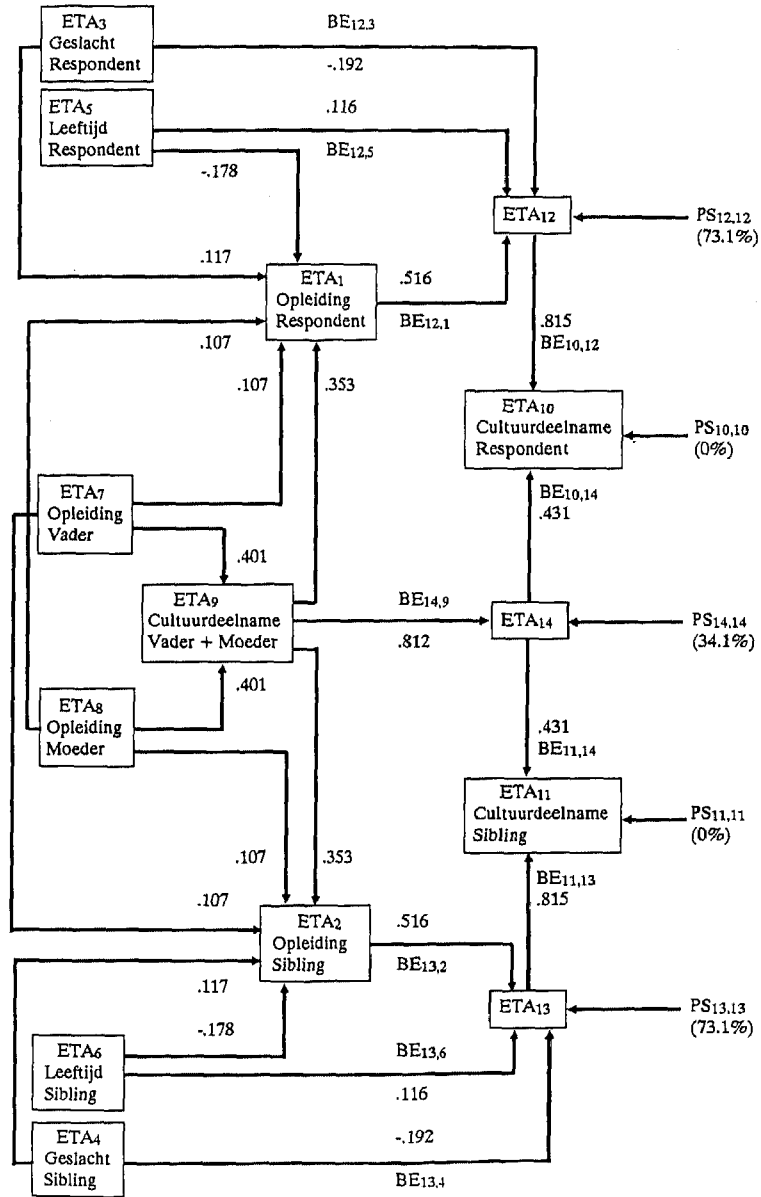 ETA3
Geslacht
Respondent
BE12,3
-.192
ETA5
Leeftijd
Respondent
.116
BE12,5
-.178
ETA12
PS12,12
(73.1%)
.117
ETA1
Opleiding
Respondent
.516
BE12,1
.107
.107
.353
.815
BE10,12
ETA10
Cultuurdeelname
Respondent
PS10,10
(0%)
BE10,14
.431
ETA7
Opleiding
Vader
.401
ETA9
Cultuurdeelname
Vader + Moeder
BE14,9
.812
ETA14
PS14,14
(34.1%)
.401
ETA8
Opleiding
Moeder
.431
BE11,14
ETA11
Cultuurdeelname
Sibling
PS11,11
(0%)
.107
.353
BE11,13
.815
.107
ETA2
Opleiding
Sibling
.516
BE13,2
.117
-.178
ETA13
PS13,13
(73.1%)
ETA6
Leeftijd
Sibling
BE13,6
.116
ETA4
Geslacht
Sibling
-.192
BE13,4